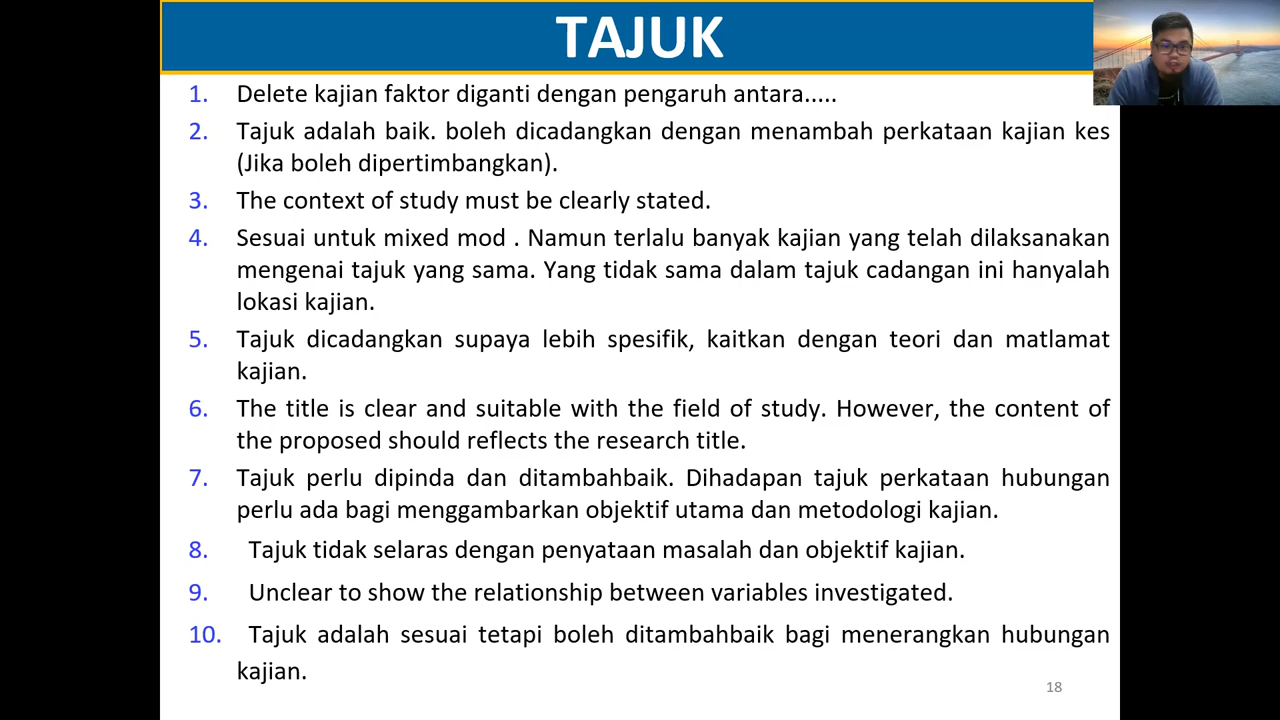 TAJUK
1. Delete kajian faktor diganti dengan pengaruh antara.....
2. Tajuk adalah baik. boleh dicadangkan dengan menambah perkataan kajian kes
(Jika boleh dipertimbangkan).
3. The context of study must be clearly stated.
4. Sesuai untuk mixed mod . Namun terlalu banyak kajian yang telah dilaksanakan
mengenai tajuk yang sama. Yang tidak sama dalam tajuk cadangan ini hanyalah
lokasi kajian.
5. Tajuk dicadangkan supaya lebih spesifik, kaitkan dengan teori dan matlamat
kajian.
6. The title is clear and suitable with the field of study. However, the content of
the proposed should reflects the research title.
7. Tajuk perlu dipinda dan ditambahbaik. Dihadapan tajuk perkataan hubungan
perlu ada bagi menggambarkan objektif utama dan metodologi kajian.
8. Tajuk tidak selaras dengan penyataan masalah dan objektif kajian.
9. Unclear to show the relationship between variables investigated.
10. Tajuk adalah sesuai tetapi boleh ditambahbaik bagi menerangkan hubungan
kajian.
18